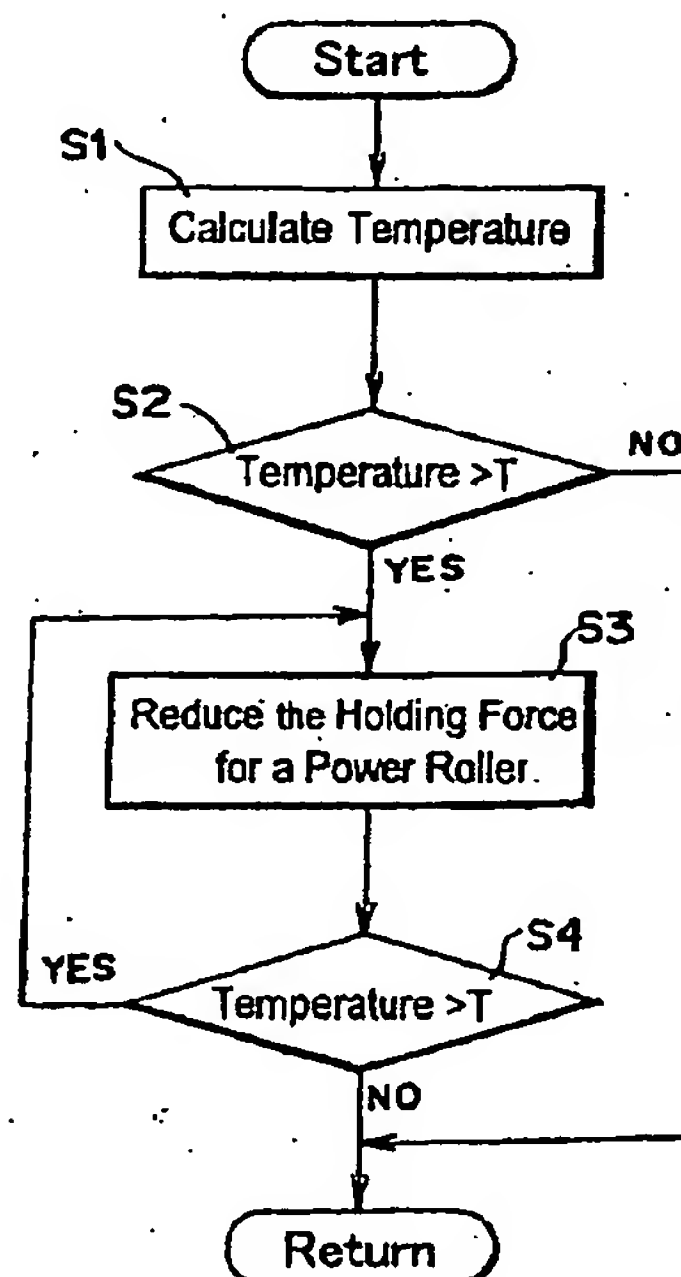 Start
S1
Calculate Temperature
S2
Temperature >T
NO
YES
S3
Reduce the Holding Force
for a Power Roller.
S4
YES
Temperature >T
NO
Return